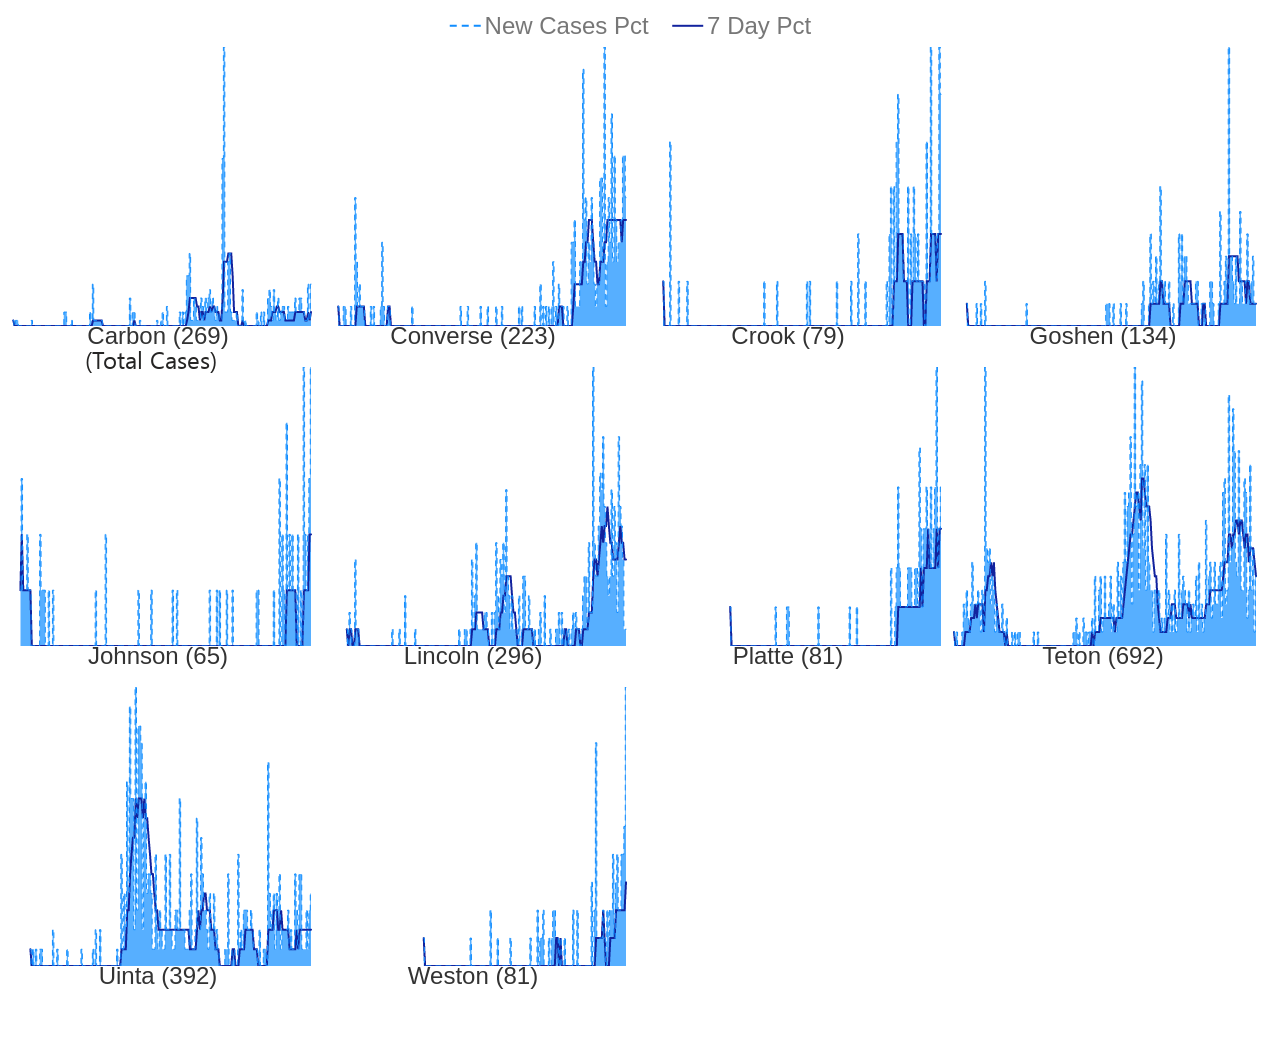 New Cases Pct 7 Day Pct
Carbon (269) Converse (223) Crook (79) Goshen (134)
(Total Cases)
Johnson (65) Lincoln (296) Platte (81) Teton (692)
Uinta (392) Weston (81)